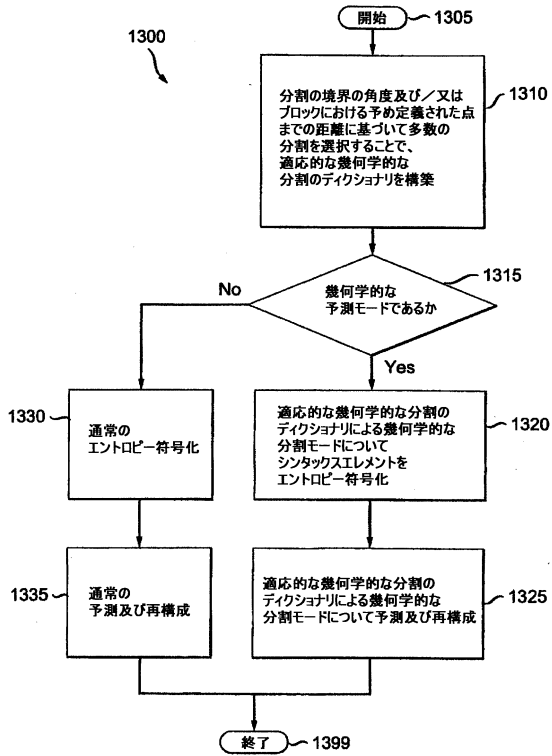 1300
開始
1305
分割の境界の角度及び／又は
ブロックにおける予め定義された点
までの距離に基づいて多数の
分割を選択することで、
適応的な幾何学的な
分割のディクショナリを構築
1310
幾何学的な
予測モードであるか
1315
No
Yes
1330
通常の
エントロピー符号化
適応的な幾何学的な分割の
ディクショナリによる幾何学的な
分割モードについて
シンタックスエレメントを
エントロピー符号化
1320
1335
通常の
予測及び再構成
適応的な幾何学的な分割の
ディクショナリによる幾何学的な
分割モードについて予測及び再構成
1325
終了
1399